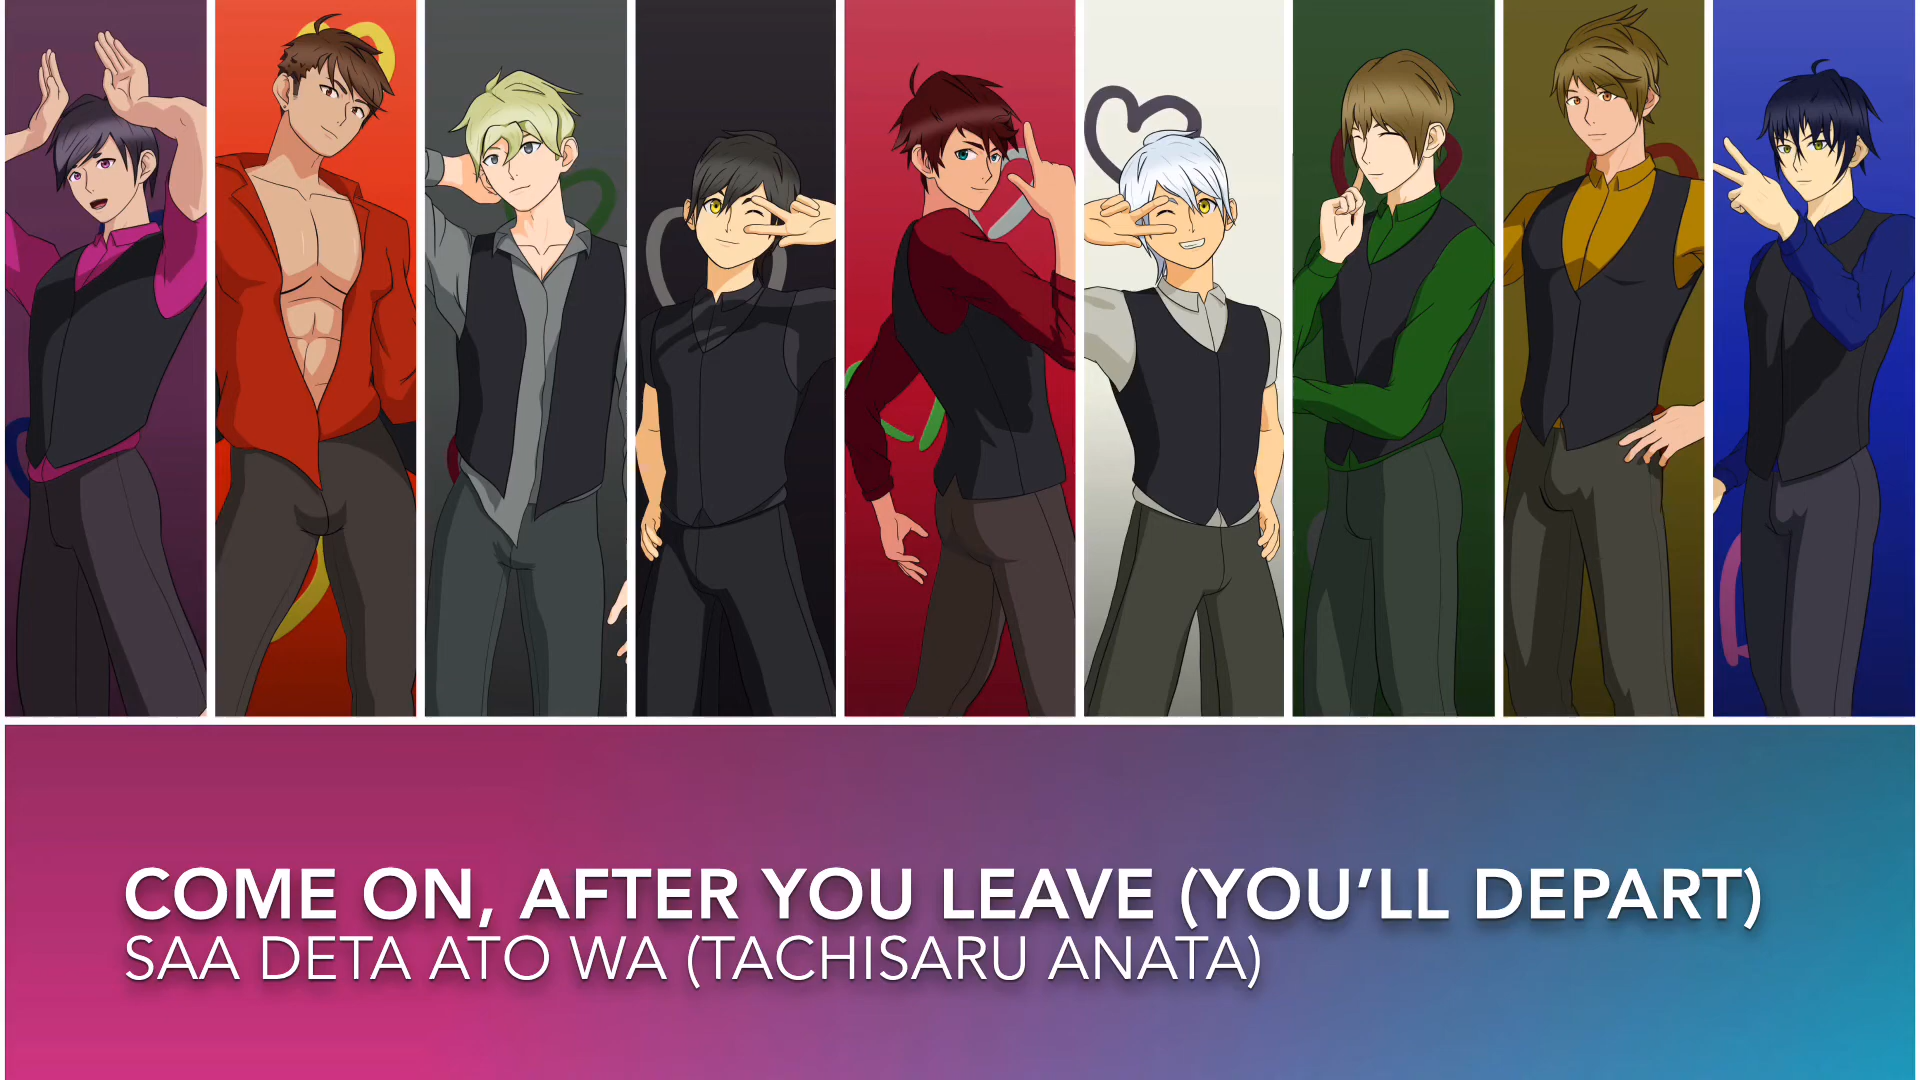 COME ON, AFTER YOU LEAVE (YOU’LL DEPART)
SAA DETA ATO WA (TACHISARU ANATA)